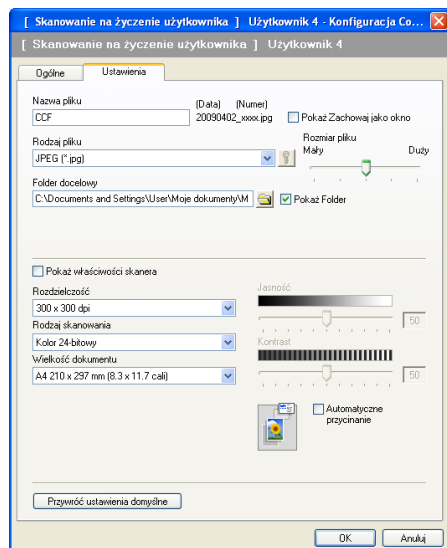 [ Skanowanie na życzenie użytkownika ] Użytkownik 4 - Konfiguracja Co...
[ Skanowanie na życzenie użytkownika ] Użytkownik 4
Ogólne Ustawienia
Nazwa pliku (Data) (Numer)
CCF 20090402_xxxx.jpg Pokaż Zachowaj jako okno
Rodzaj pliku Rozmiar pliku
JPEG (*.jpg) Mały Duży
Folder docelowy
C:\Documents and Settings\User\Moje dokumenty\M Pokaż Folder
Pokaż właściwości skanera
Rozdzielczość Jasność
300 x 300 dpi 50
Rodzaj skanowania
Kolor 24-bitowy Kontrast
Wielkość dokumentu
A4 210 x 297 mm (8.3 x 11.7 cali) 50
Automatyczne
przycinanie
Przywróć ustawienia domyślne
OK Anuluj